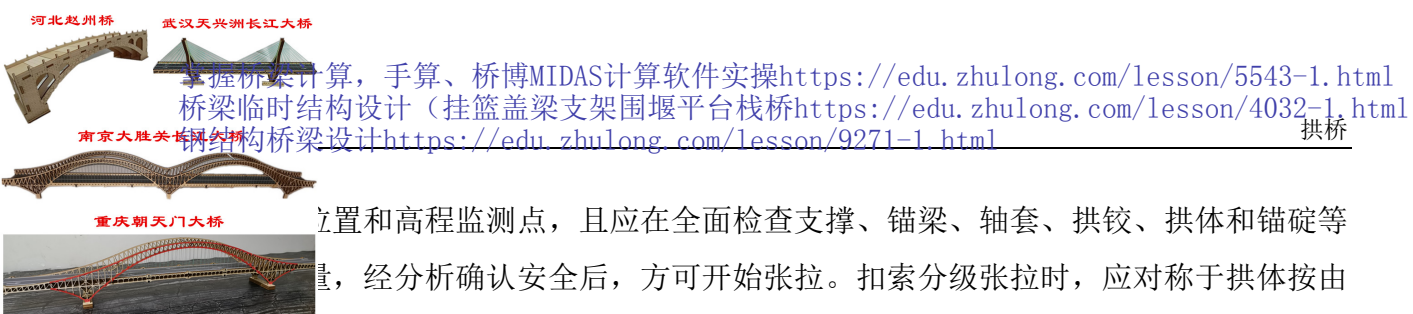 河北赵州桥
武汉天兴洲长江大桥
掌握桥梁计算，手算、桥博MIDAS计算软件实操https://edu.zhulong.com/lesson/5543-1.html
桥梁临时结构设计（挂篮盖梁支架围堰平台栈桥https://edu.zhulong.com/lesson/4032-1.html
南京大胜关长江大桥
钢结构桥梁设计https://edu.zhulong.com/lesson/9271-1.html
拱桥
重庆朝天门大桥
位置和高程监测点，且应在全面检查支撑、锚梁、轴套、拱铰、拱体和锚碇等
量，经分析确认安全后，方可开始张拉。扣索分级张拉时，应对称于拱体按由